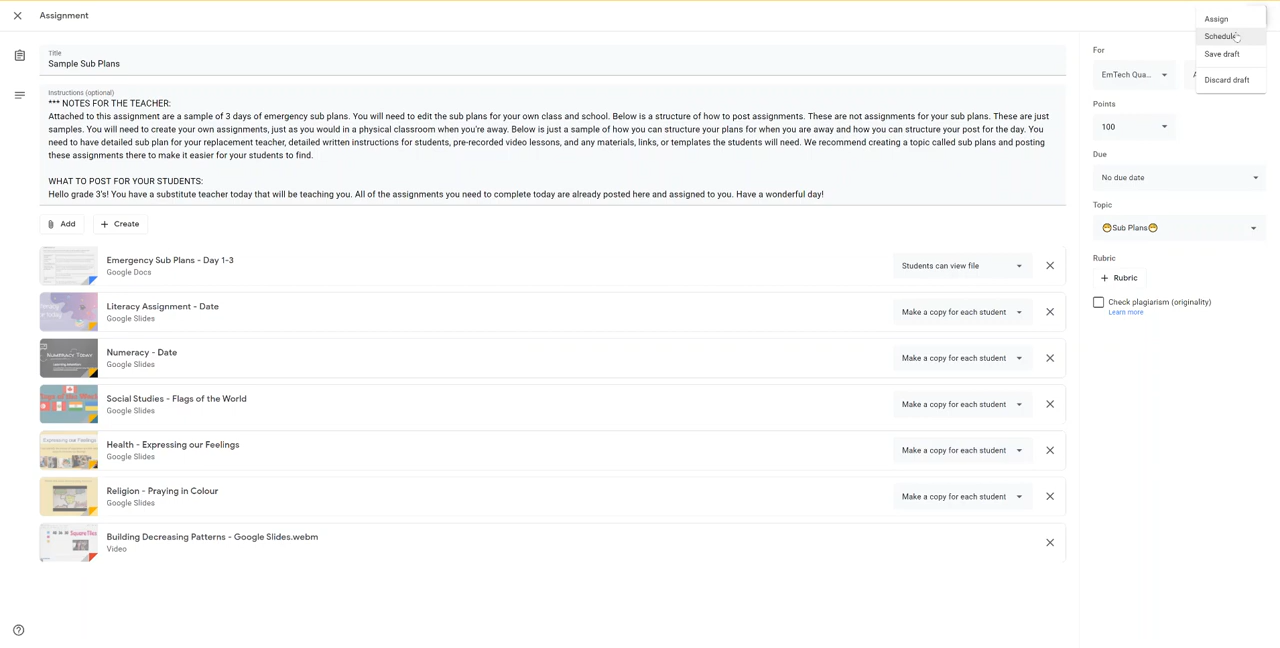 Assignment
Assign
Schedule
Save draft
Discard draft
Title
Sample Sub Plans
Instructions (optional)
*** NOTES FOR THE TEACHER:
Attached to this assignment are a sample of 3 days of emergency sub plans. You will need to edit the sub plans for your own class and school. Below is a structure of how to post assignments. These are not assignments for your sub plans. These are just
samples. You will need to create your own assignments, just as you would in a physical classroom when you're away. Below is just a sample of how you can structure your plans for when you are away and how you can structure your post for the day. You
need to have detailed sub plan for your replacement teacher, detailed written instructions for students, pre-recorded video lessons, and any materials, links, or templates the students will need. We recommend creating a topic called sub plans and posting
these assignments there to make it easier for your students to find.
WHAT TO POST FOR YOUR STUDENTS:
Hello grade 3's! You have a substitute teacher today that will be teaching you. All of the assignments you need to complete today are already posted here and assigned to you. Have a wonderful day!
Add
Create
Emergency Sub Plans - Day 1-3
Google Docs
Students can view file
Literacy Assignment - Date
Google Slides
Make a copy for each student
Numeracy - Date
Google Slides
Make a copy for each student
Social Studies - Flags of the World
Google Slides
Make a copy for each student
Health - Expressing our Feelings
Google Slides
Make a copy for each student
Religion - Praying in Colour
Google Slides
Make a copy for each student
Building Decreasing Patterns - Google Slides.webm
Video
For
EmTech Qua...
Points
100
Due
No due date
Topic
😷Sub Plans😷
Rubric
Rubric
Check plagiarism (originality)
Learn more